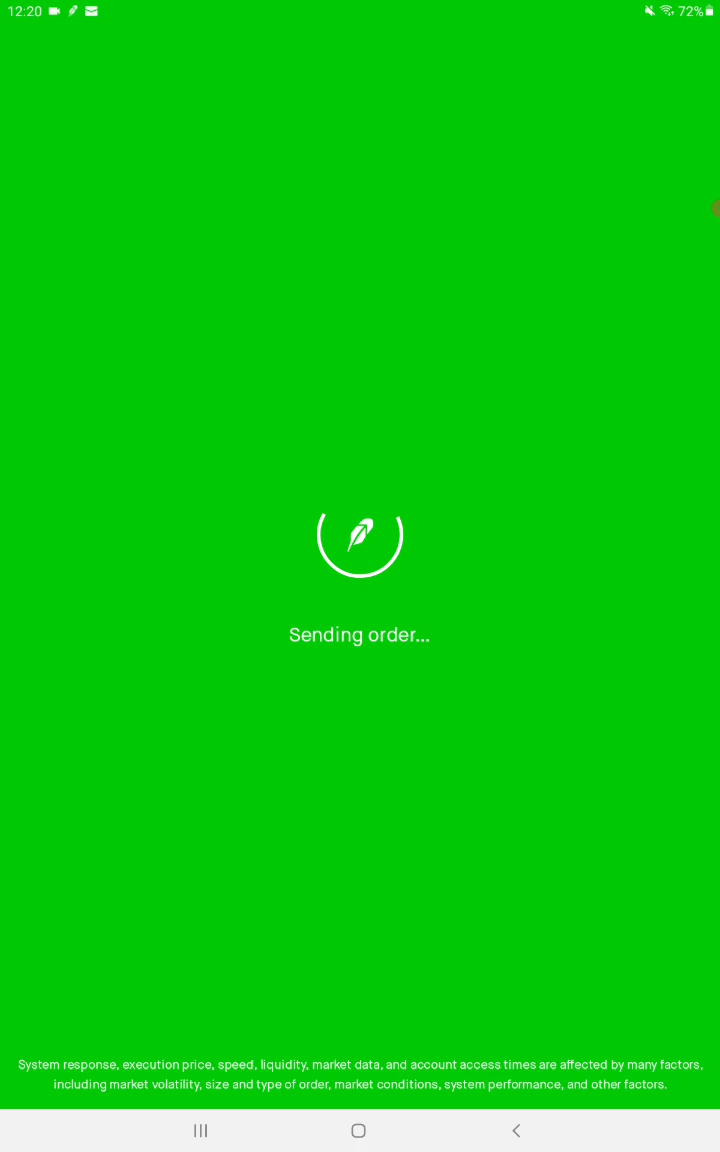 12:20
72%
Sending order...
System response, execution price, speed, liquidity, market data, and account access times are affected by many factors,
including market volatility, size and type of order, market conditions, system performance, and other factors.